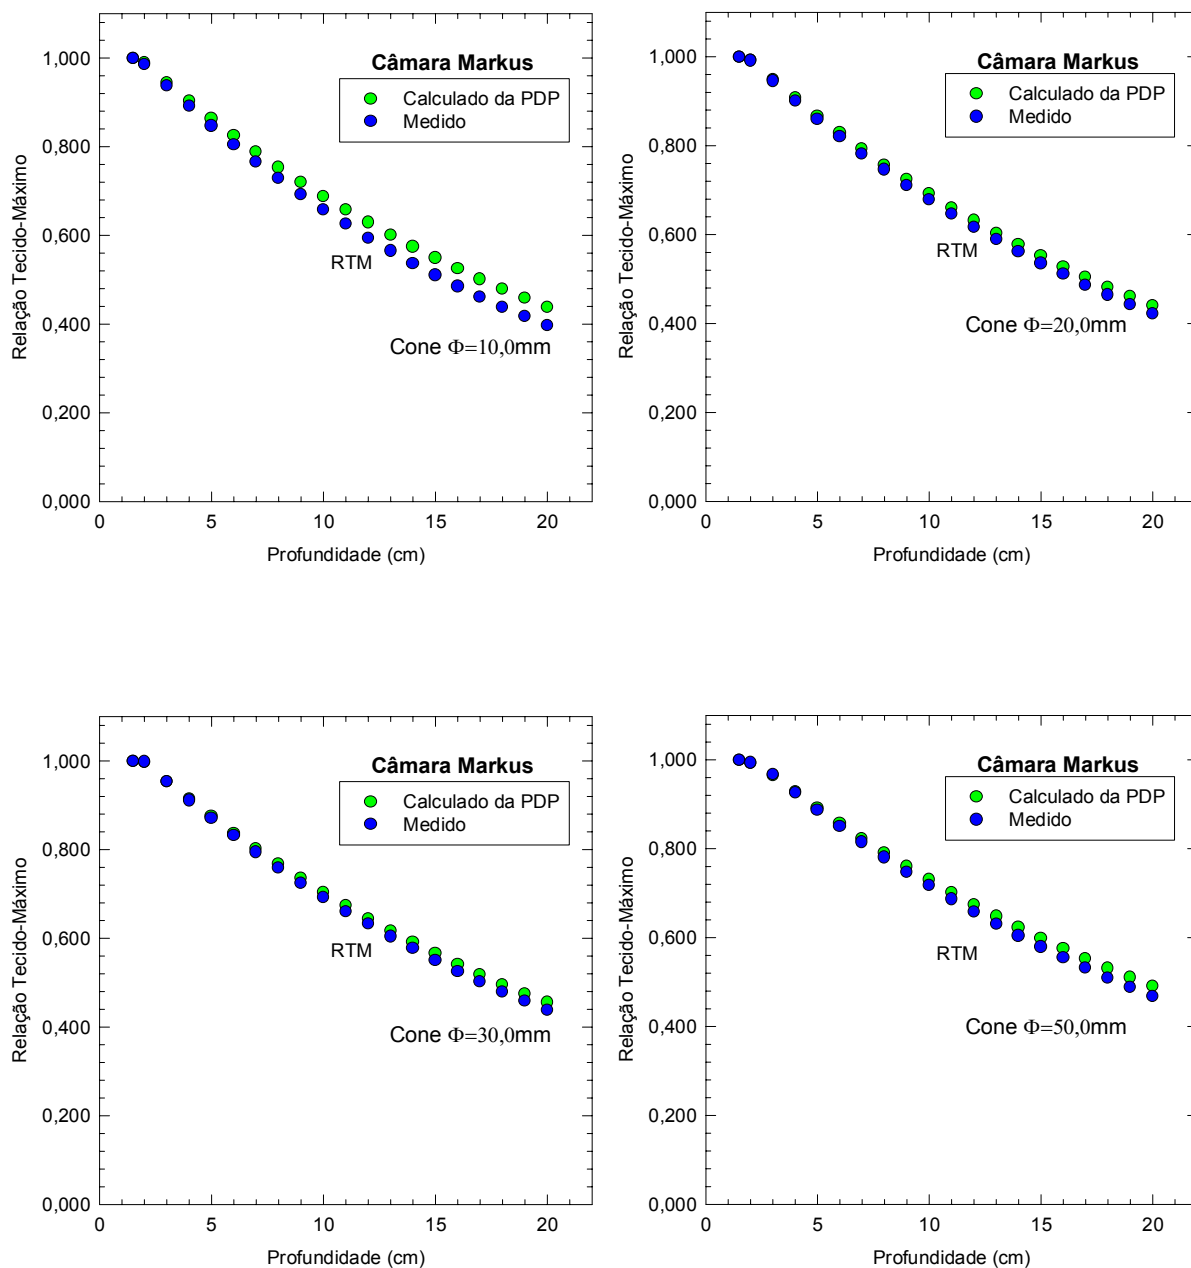 Câmara Markus
Calculado da PDP
Medido
Relação Tecido-Máximo
1,000
0,800
0,600
0,400
0,200
0,000
RTM
Cone Φ=10,0mm
0 5 10 15 20
Profundidade (cm)
Câmara Markus
Calculado da PDP
Medido
Relação Tecido-Máximo
1,000
0,800
0,600
0,400
0,200
0,000
RTM
Cone Φ=20,0mm
0 5 10 15 20
Profundidade (cm)
Câmara Markus
Calculado da PDP
Medido
Relação Tecido-Máximo
1,000
0,800
0,600
0,400
0,200
0,000
RTM
Cone Φ=30,0mm
0 5 10 15 20
Profundidade (cm)
Câmara Markus
Calculado da PDP
Medido
Relação Tecido-Máximo
1,000
0,800
0,600
0,400
0,200
0,000
RTM
Cone Φ=50,0mm
0 5 10 15 20
Profundidade (cm)